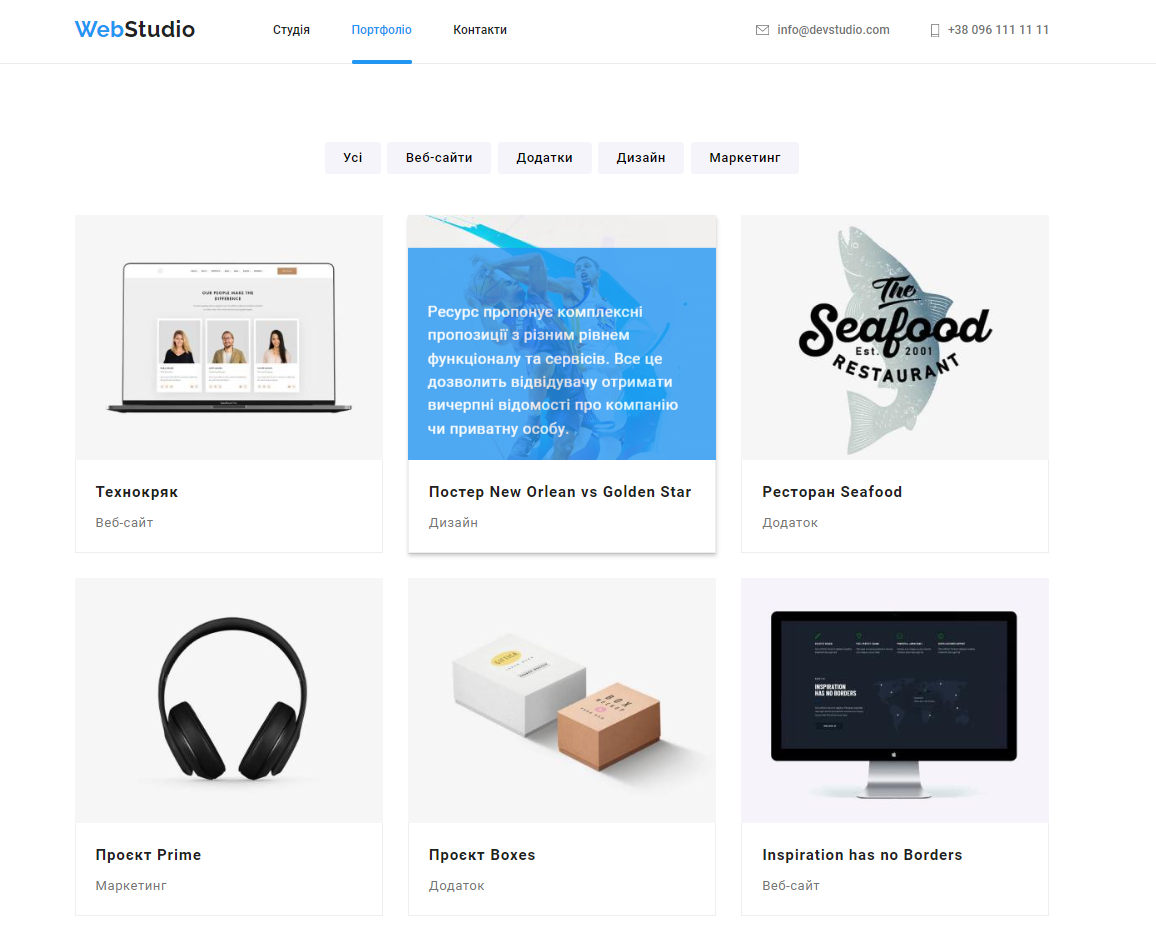 WebStudio
Студія
Портфоліо
Контакти
info@devstudio.com
+38 096 111 11 11
Усі
Веб-сайти
Додатки
Дизайн
Маркетинг
OUR PEOPLE MAKE THE
DIFFERENCE
Ресурс пропонує комплексні
пропозиції з різним рівнем
функціоналу та сервісів. Все це
дозволить відвідувачу отримати
вичерпні відомості про компанію
чи приватну особу.
The
Seafood
Est. 2001
RESTAURANT
Технокряк
Веб-сайт
Постер New Orlean vs Golden Star
Дизайн
Ресторан Seafood
Додаток
INSPIRATION
HAS NO BORDERS
Проєкт Prime
Маркетинг
Проєкт Boxes
Додаток
Inspiration has no Borders
Веб-сайт